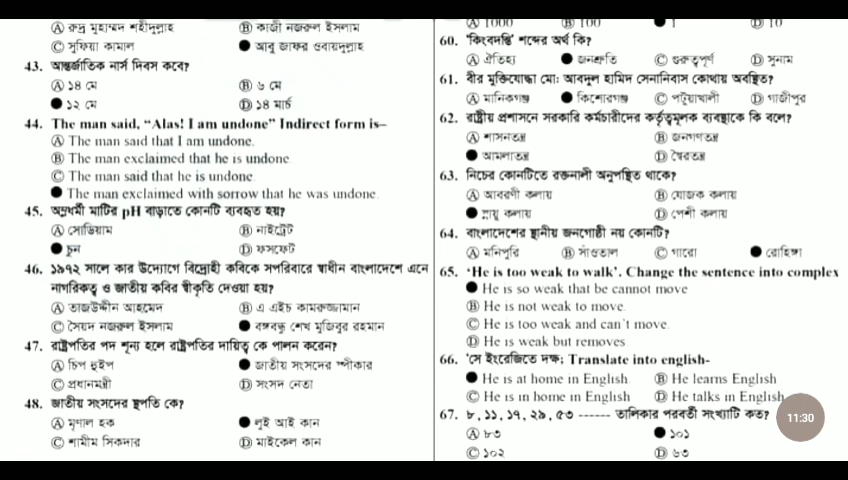 Ⓐ রুদ্র মুহাম্মদ শহীদুল্লাহ Ⓑ কাজী নজরুল ইসলাম
Ⓒ সুফিয়া কামাল ● আবু জাফর ওবায়দুল্লাহ
43. আন্তর্জাতিক নার্স দিবস কবে?
Ⓐ ১৪ মে Ⓑ ৬ মে
● ১২ মে Ⓓ ১৪ মার্চ
44. The man said, “Alas! I am undone” Indirect form is–
Ⓐ The man said that I am undone.
Ⓑ The man exclaimed that he is undone
Ⓒ The man said that he is undone
● The man exclaimed with sorrow that he was undone.
45. অম্লধর্মী মাটির pH বাড়াতে কোনটি ব্যবহৃত হয়?
Ⓐ সোডিয়াম Ⓑ নাইট্রেট
● চুন Ⓓ ফসফেট
46. ১৯৭২ সালে কার উদ্যোগে বিদ্রোহী কবিকে সপরিবারে স্বাধীন বাংলাদেশে এনে
নাগরিকত্ব ও জাতীয় কবির স্বীকৃতি দেওয়া হয়?
Ⓐ তাজউদ্দীন আহমেদ Ⓑ এ এইচ কামরুজ্জামান
Ⓒ সৈয়দ নজরুল ইসলাম ● বঙ্গবন্ধু শেখ মুজিবুর রহমান
47. রাষ্ট্রপতির পদ শূন্য হলে রাষ্ট্রপতির দায়িত্ব কে পালন করেন?
Ⓐ চিপ হুইপ ● জাতীয় সংসদের স্পীকার
Ⓒ প্রধানমন্ত্রী Ⓓ সংসদ নেতা
48. জাতীয় সংসদের স্থপতি কে?
Ⓐ মৃণাল হক ● লুই আই কান
Ⓒ শামীম সিকদার Ⓓ মাইকেল কান
Ⓐ 1000 Ⓑ 100 ● 1 Ⓓ 10
60. ‘কিংবদন্তি’ শব্দের অর্থ কি?
Ⓐ ঐতিহ্য ● জনশ্রুতি Ⓒ গুরুত্বপূর্ণ Ⓓ সুনাম
61. বীর মুক্তিযোদ্ধা মোঃ আবদুল হামিদ সেনানিবাস কোথায় অবস্থিত?
Ⓐ মানিকগঞ্জ ● কিশোরগঞ্জ Ⓒ পটুয়াখালী Ⓓ গাজীপুর
62. রাষ্ট্রীয় প্রশাসনে সরকারি কর্মচারীদের কর্তৃত্বমূলক ব্যবস্থাকে কি বলে?
Ⓐ শাসনতন্ত্র Ⓑ জনগণতন্ত্র
● আমলাতন্ত্র Ⓓ স্বৈরতন্ত্র
63. নিচের কোনটিতে রক্তনালী অনুপস্থিত থাকে?
Ⓐ আবরণী কলায় Ⓑ যোজক কলায়
● স্নায়ু কলায় Ⓓ পেশী কলায়
64. বাংলাদেশের স্থানীয় জনগোষ্ঠী নয় কোনটি?
Ⓐ মনিপুরি Ⓑ সাঁওতাল Ⓒ গারো ● রোহিঙ্গা
65. ‘He is too weak to walk’. Change the sentence into complex
● He is so weak that be cannot move
Ⓑ He is not weak to move.
Ⓒ He is too weak and can’t move.
Ⓓ He is weak but removes
66. ‘সে ইংরেজিতে দক্ষ; Translate into english-
● He is at home in English. Ⓑ He learns English
Ⓒ He is in home in English Ⓓ He talks in English
67. ৮, ১১, ১৭, ২৯, ৫৩ ------ তালিকার পরবর্তী সংখ্যাটি কত?
Ⓐ ৮৩ ● ১০১
Ⓒ ১০২ Ⓓ ৬৩
11:30